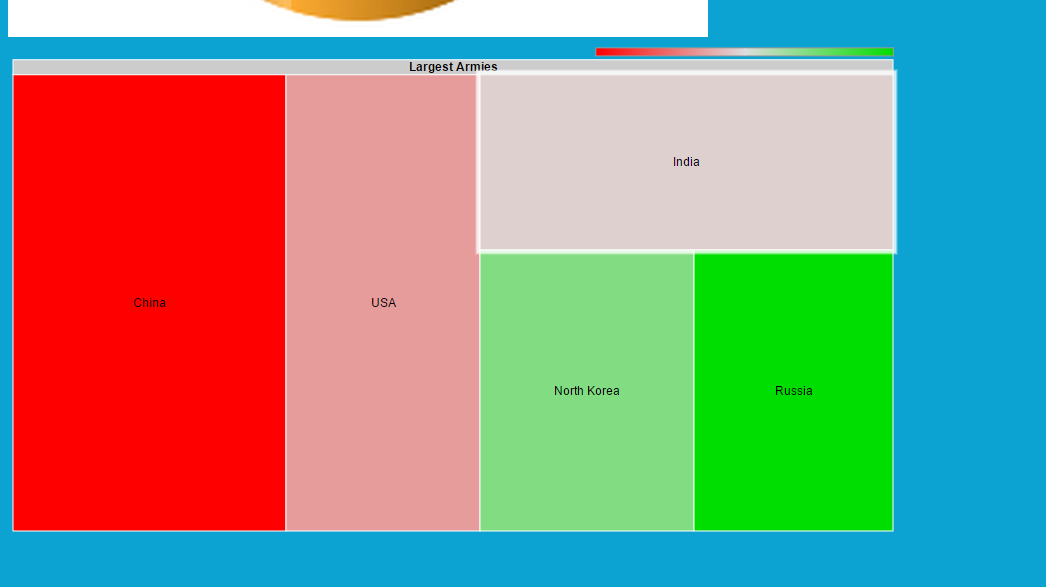 Largest Armies
India
China
USA
North Korea
Russia